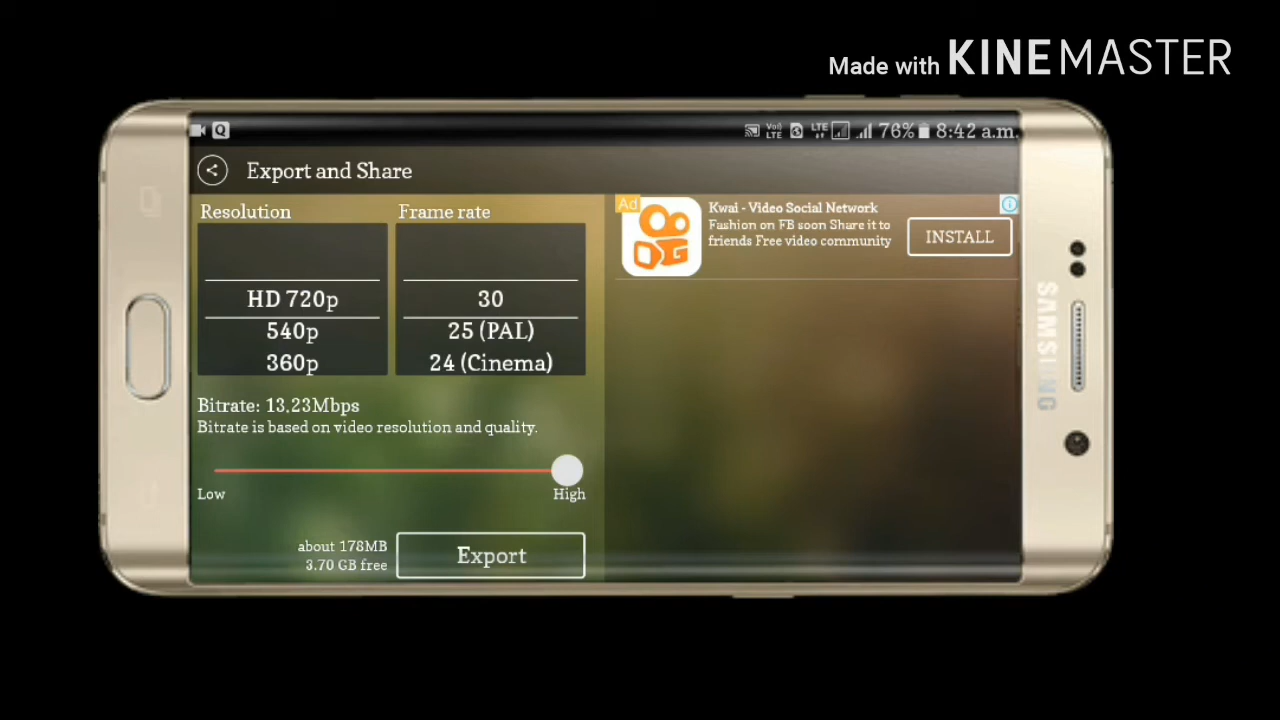 Made with KINEMASTER
Q
VoLTE LTE 76% 8:42 a.m.
Export and Share
Resolution
Frame rate
HD 720p
540p
360p
30
25 (PAL)
24 (Cinema)
Bitrate: 13.23Mbps
Bitrate is based on video resolution and quality.
Low
High
about 178MB
3.70 GB free
Export
Ad
Kwai - Video Social Network
Fashion on FB soon Share it to
friends Free video community
INSTALL
SAMSUNG